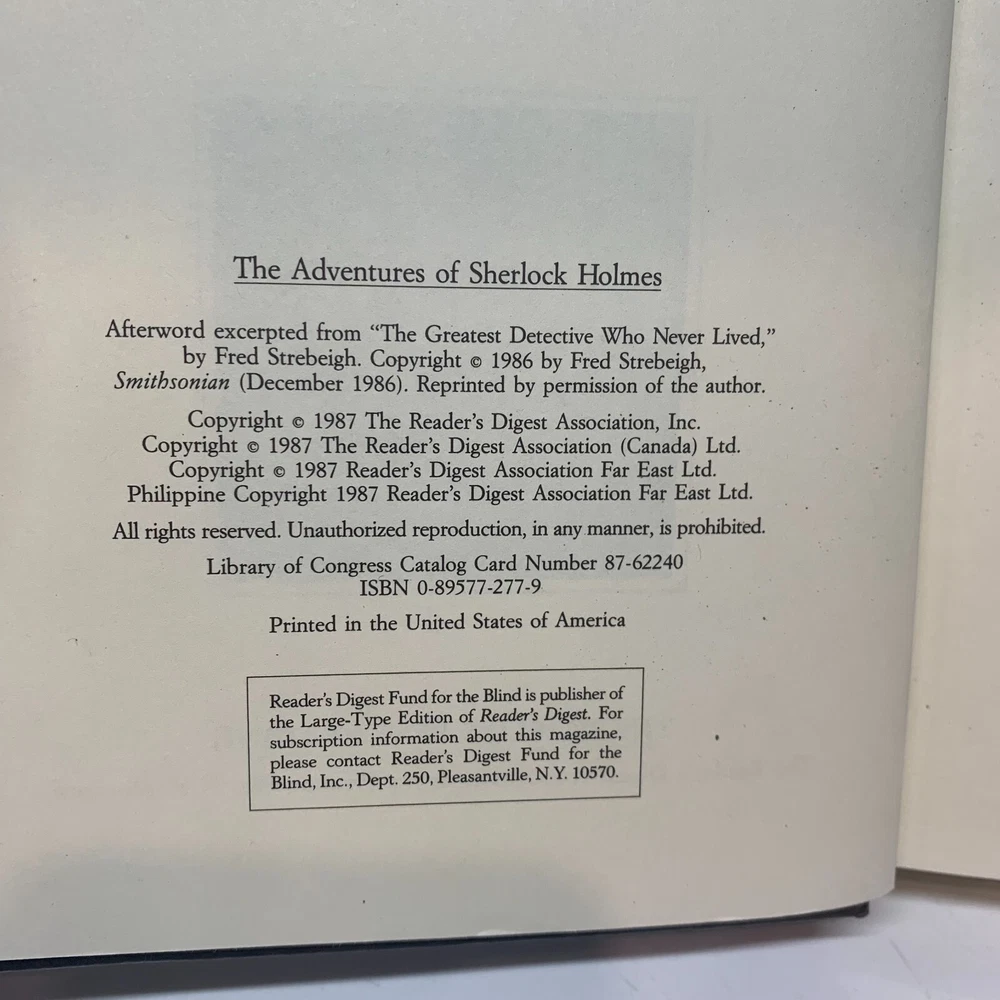 The Adventures of Sherlock Holmes
Afterword excerpted from “The Greatest Detective Who Never Lived,”
by Fred Strebeigh. Copyright © 1986 by Fred Strebeigh,
Smithsonian (December 1986). Reprinted by permission of the author.
Copyright © 1987 The Reader’s Digest Association, Inc.
Copyright © 1987 The Reader’s Digest Association (Canada) Ltd.
Copyright © 1987 Reader’s Digest Association Far East Ltd.
Philippine Copyright 1987 Reader’s Digest Association Far East Ltd.
All rights reserved. Unauthorized reproduction, in any manner, is prohibited.
Library of Congress Catalog Card Number 87-62240
ISBN 0-89577-277-9
Printed in the United States of America
Reader’s Digest Fund for the Blind is publisher of
the Large-Type Edition of Reader’s Digest. For
subscription information about this magazine,
please contact Reader’s Digest Fund for the
Blind, Inc., Dept. 250, Pleasantville, N.Y. 10570.